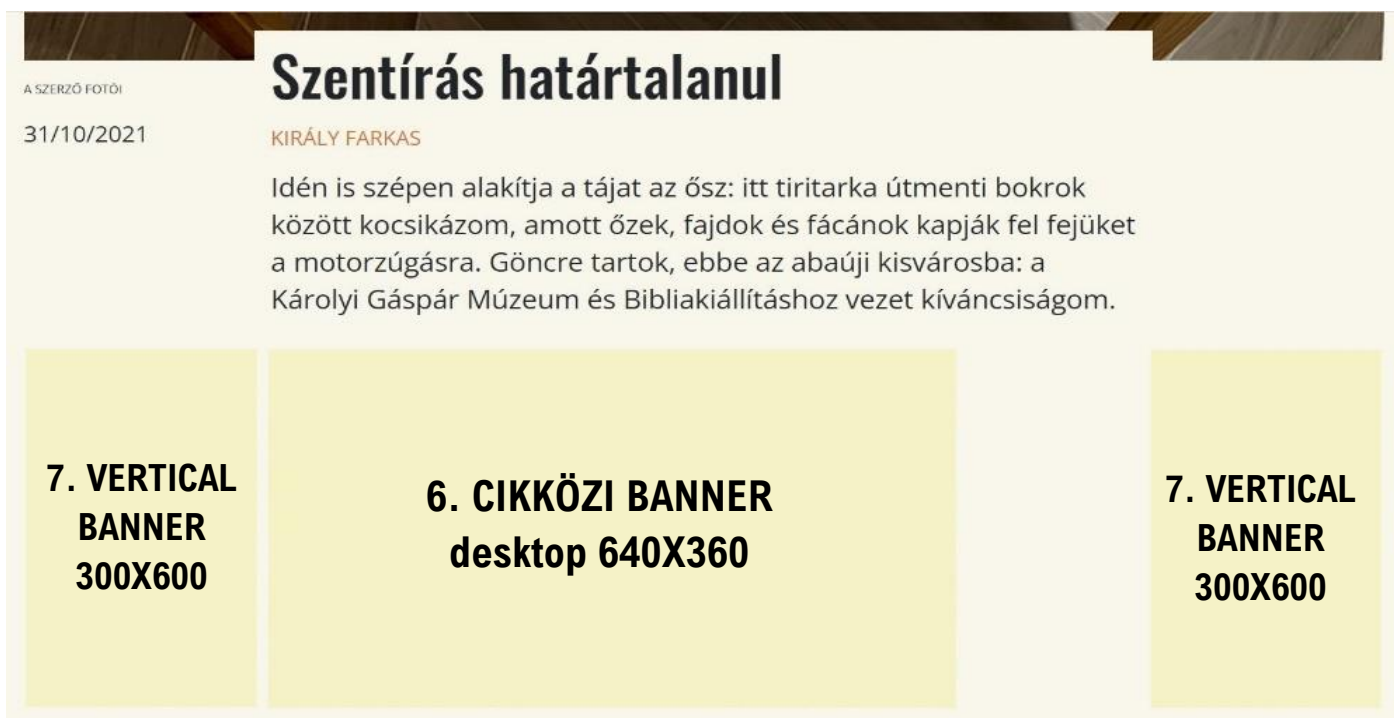 Szentírás határtalanul
A SZERZŐ FOTÓI
31/10/2021
KIRÁLY FARKAS
Idén is szépen alakítja a tájat az ősz: itt tiritarka útmenti bokrok
között kocsikázom, amott őzek, fajdok és fácánok kapják fel fejüket
a motorzúgásra. Göncre tartok, ebbe az abaúji kisvárosba: a
Károlyi Gáspár Múzeum és Bibliakiállításhoz vezet kíváncsiságom.
7. VERTICAL
BANNER
300X600
6. CIKKÖZI BANNER
desktop 640X360
7. VERTICAL
BANNER
300X600